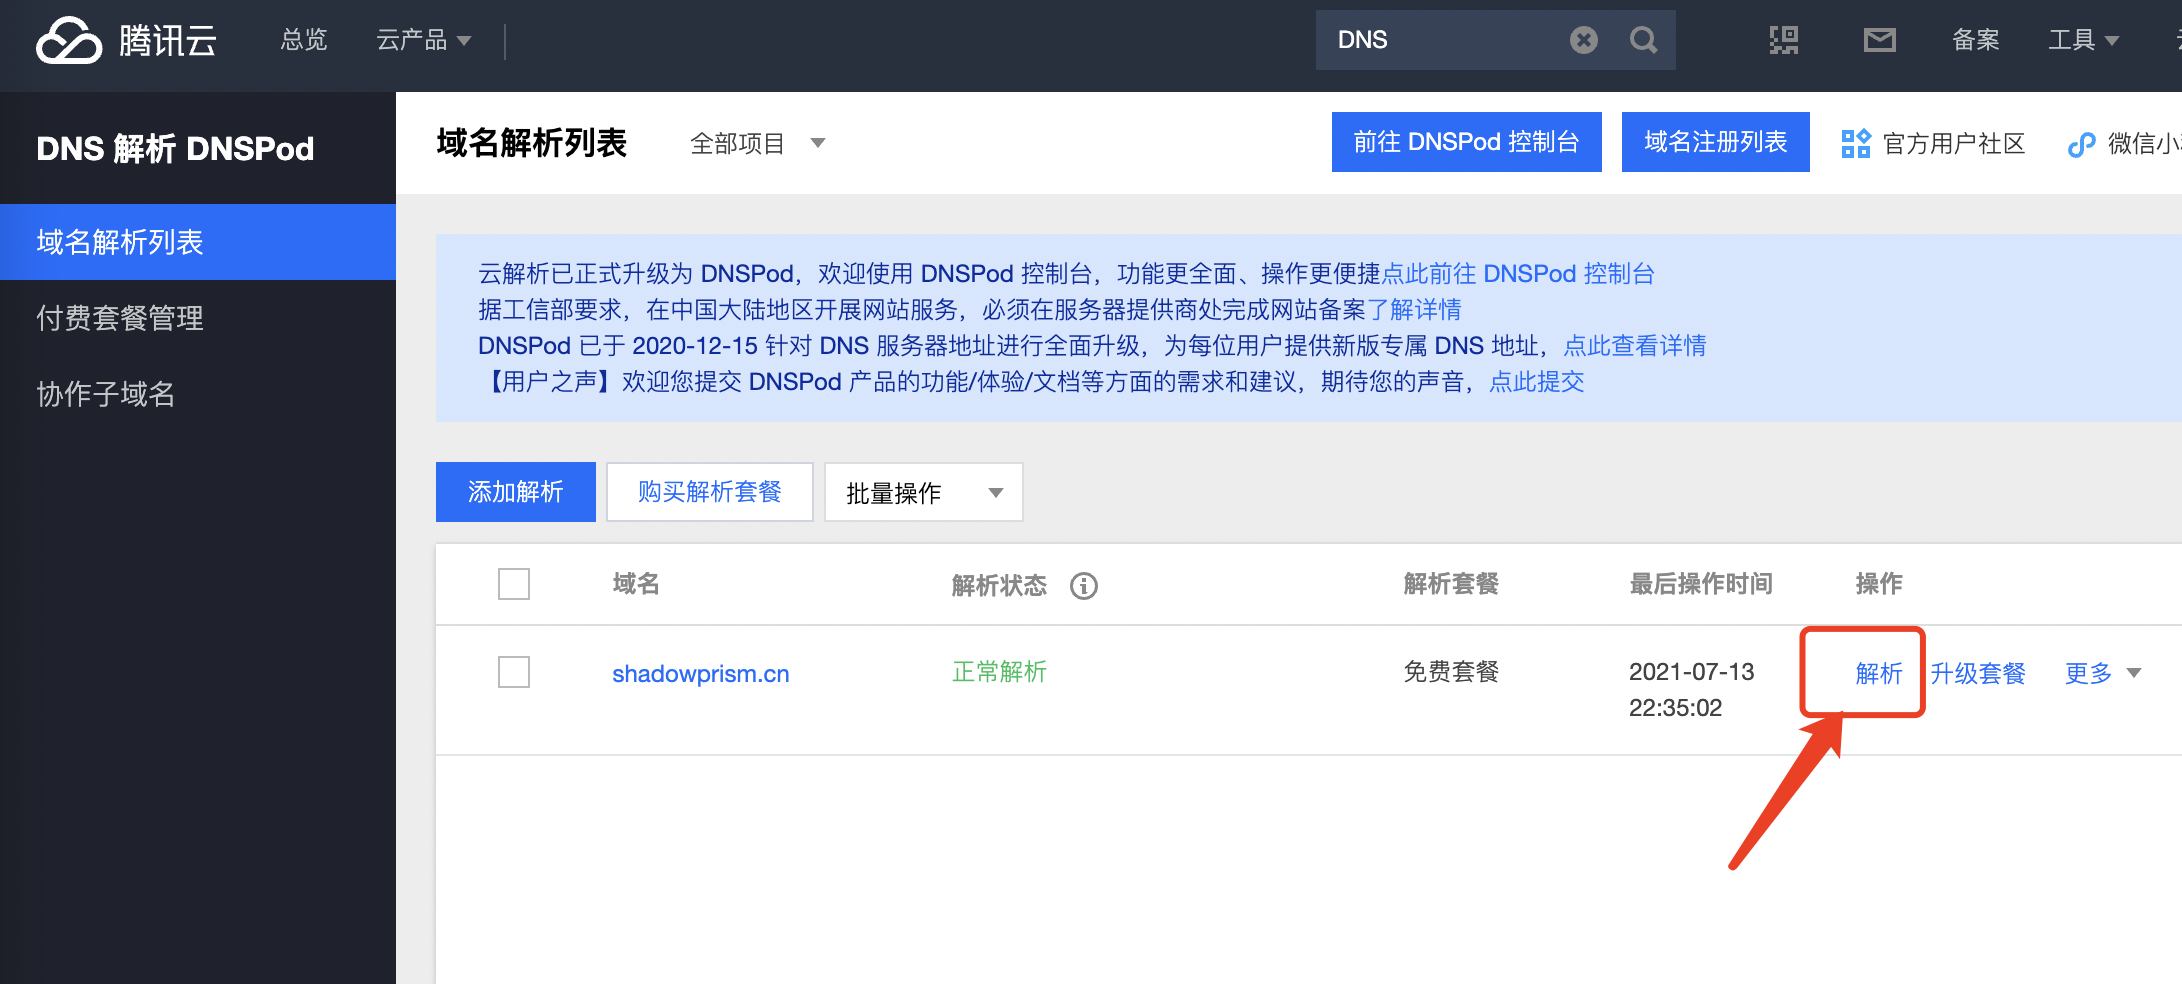 腾讯云
总览
云产品
DNS
备案
工具
DNS 解析 DNSPod
域名解析列表
付费套餐管理
协作子域名
域名解析列表
全部项目
前往 DNSPod 控制台
域名注册列表
官方用户社区
微信小
云解析已正式升级为 DNSPod，欢迎使用 DNSPod 控制台，功能更全面、操作更便捷点此前往 DNSPod 控制台
据工信部要求，在中国大陆地区开展网站服务，必须在服务器提供商处完成网站备案了解详情
DNSPod 已于 2020-12-15 针对 DNS 服务器地址进行全面升级，为每位用户提供新版专属 DNS 地址，点此查看详情
【用户之声】欢迎您提交 DNSPod 产品的功能/体验/文档等方面的需求和建议，期待您的声音，点此提交
添加解析
购买解析套餐
批量操作
域名
解析状态
解析套餐
最后操作时间
操作
shadowprism.cn
正常解析
免费套餐
2021-07-13
22:35:02
解析
升级套餐
更多